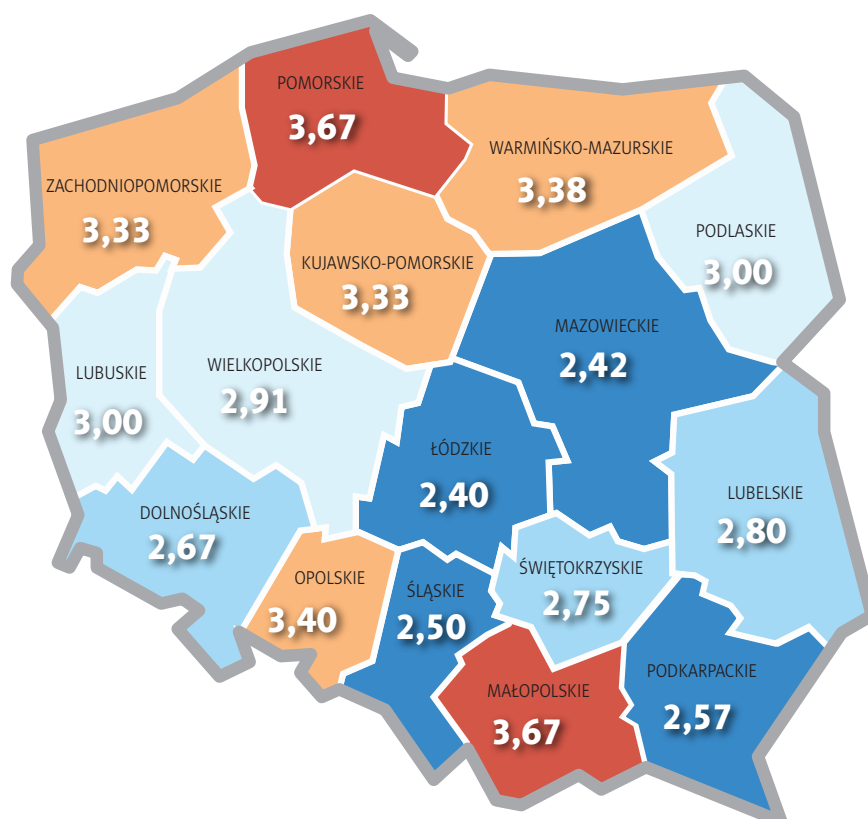 POMORSKIE
3,67
WARMIŃSKO-MAZURSKIE
3,38
ZACHODNIOPOMORSKIE
3,33
PODLASKIE
3,00
KUJAWSKO-POMORSKIE
3,33
MAZOWIECKIE
2,42
LUBUSKIE
3,00
WIELKOPOLSKIE
2,91
ŁÓDZKIE
2,40
LUBELSKIE
2,80
DOLNOŚLĄSKIE
2,67
OPOLSKIE
3,40
ŚLĄSKIE
2,50
ŚWIĘTOKRZYSKIE
2,75
MAŁOPOLSKIE
3,67
PODKARPACKIE
2,57